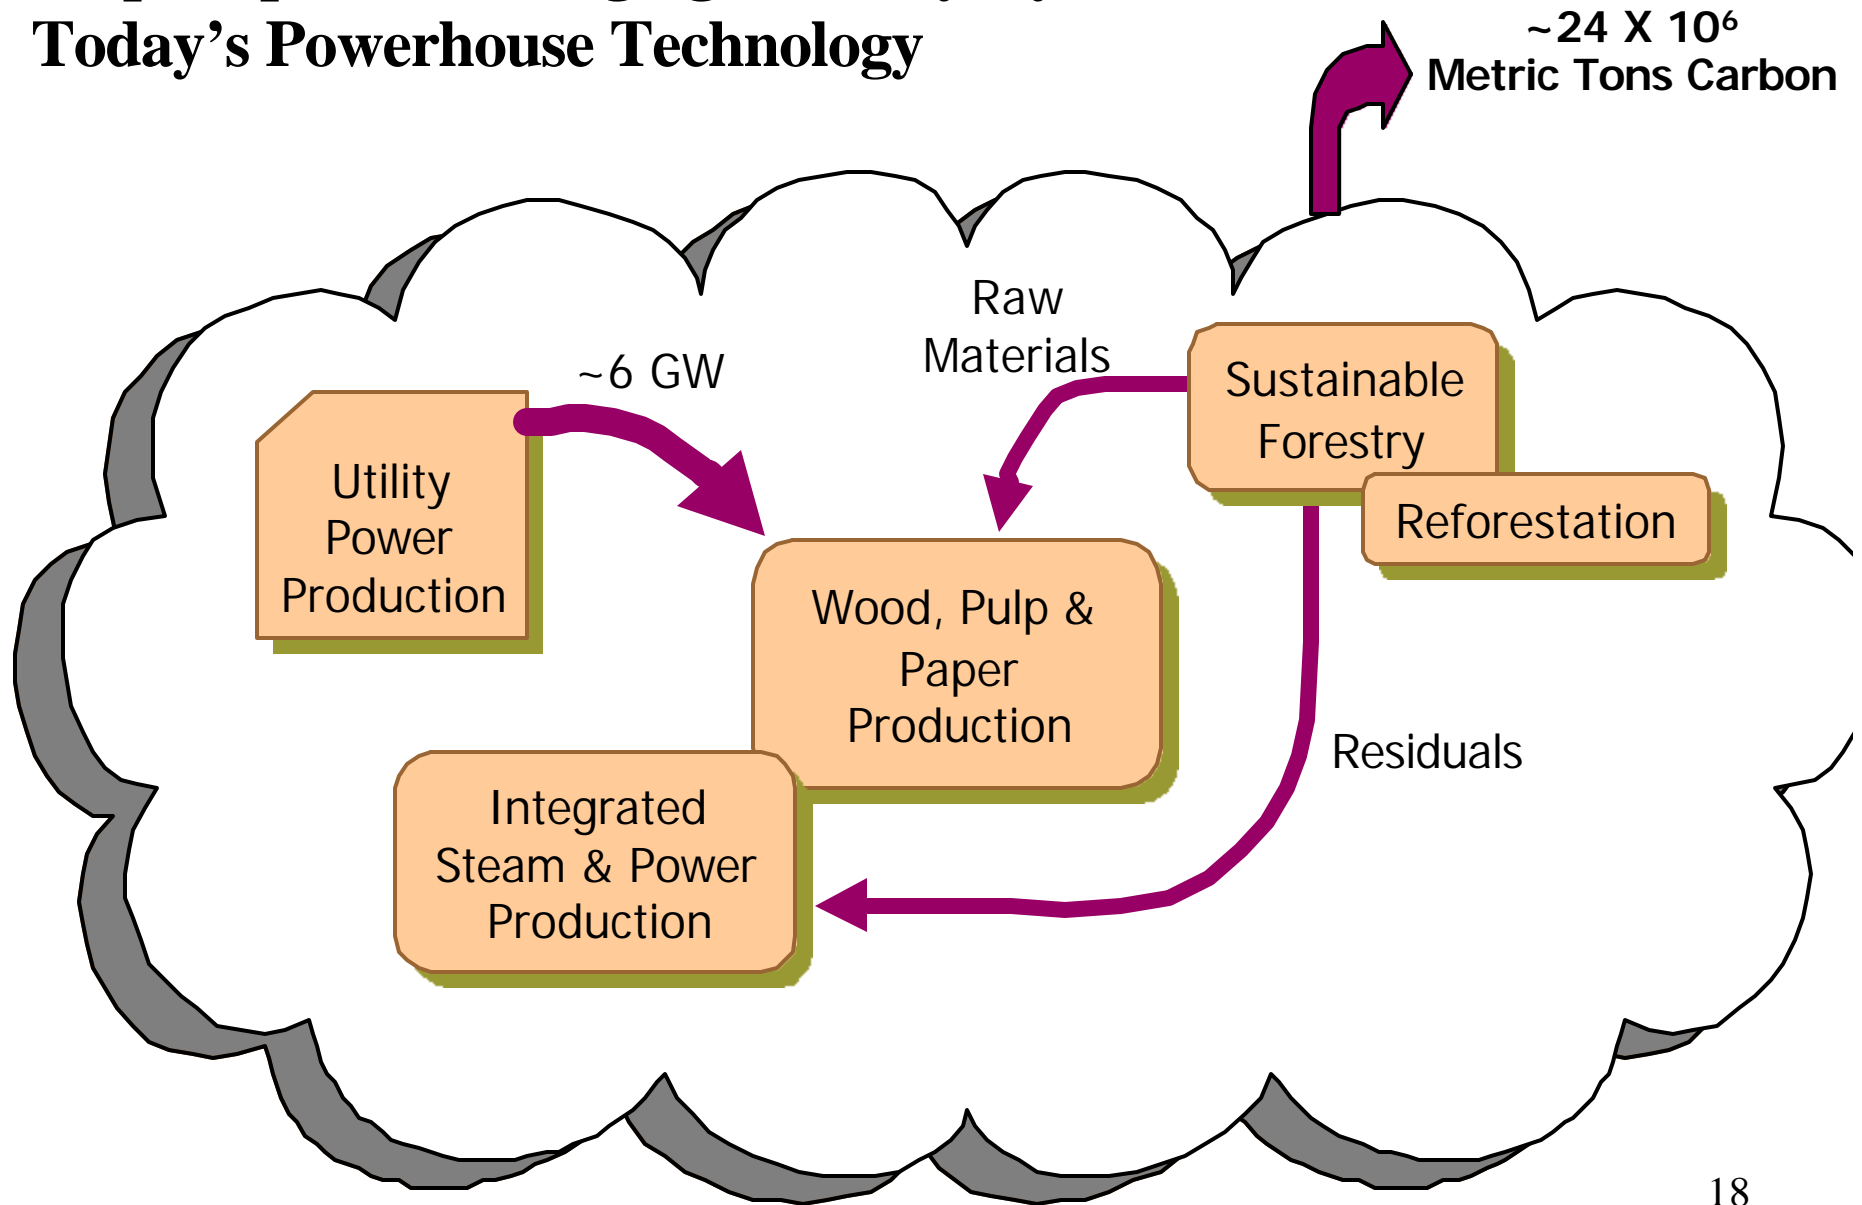 Today’s Powerhouse Technology
~24 X 10⁶
Metric Tons Carbon
Raw
Materials
~6 GW
Sustainable
Forestry
Reforestation
Utility
Power
Production
Wood, Pulp &
Paper
Production
Residuals
Integrated
Steam & Power
Production
18